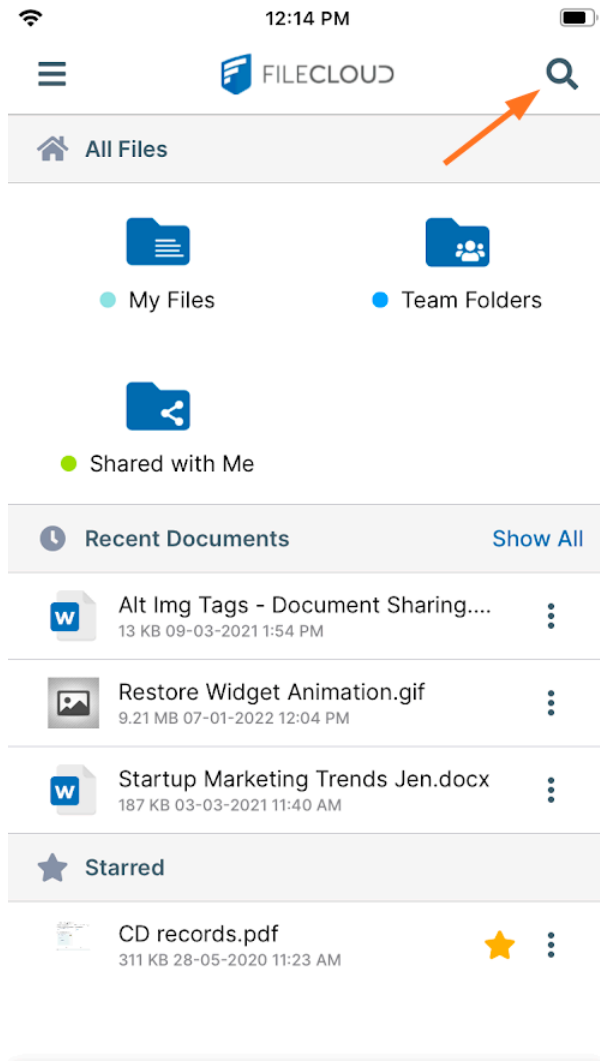 12:14 PM
FILECLOUD
All Files
My Files
Team Folders
Shared with Me
Recent Documents
Show All
W
Alt Img Tags - Document Sharing....
13 KB 09-03-2021 1:54 PM
Restore Widget Animation.gif
9.21 MB 07-01-2022 12:04 PM
W
Startup Marketing Trends Jen.docx
187 KB 03-03-2021 11:40 AM
Starred
CD records.pdf
311 KB 28-05-2020 11:23 AM